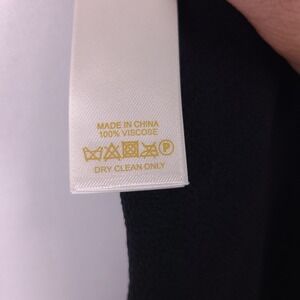 MADE IN CHINA
100% VISCOSE
P
DRY CLEAN ONLY